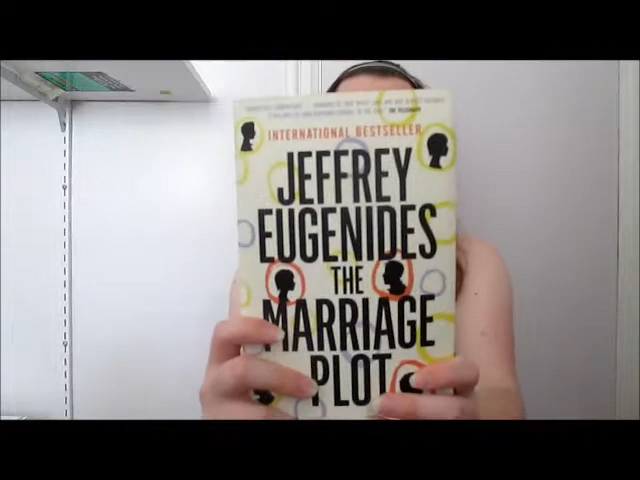 INTERNATIONAL BESTSELLER
JEFFREY
EUGENIDES
THE
MARRIAGE
PLOT